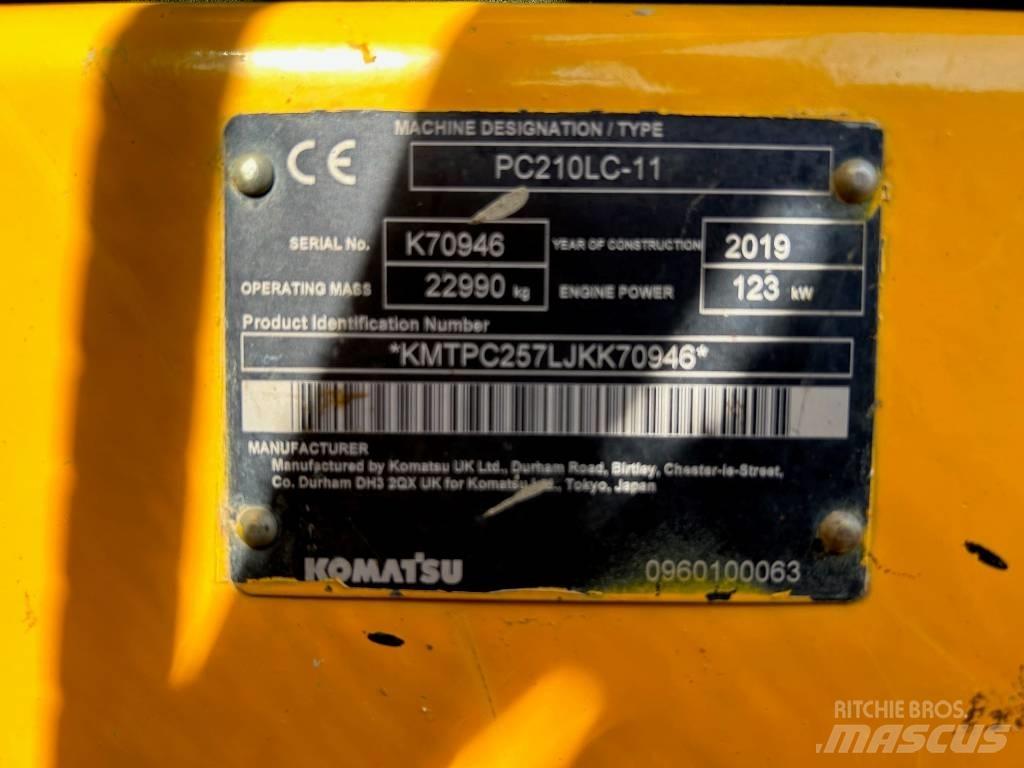 CE
MACHINE DESIGNATION / TYPE
PC210LC-11
SERIAL No. K70946 YEAR OF CONSTRUCTION 2019
OPERATING MASS 22990 kg ENGINE POWER 123 kW
Product Identification Number
*KMTPC257LJKK70946*
MANUFACTURER
Manufactured by Komatsu UK Ltd., Durham Road, Birtley, Chester-le-Street,
Co. Durham DH3 2QX UK for Komatsu Ltd., Tokyo, Japan
KOMATSU 0960100063
RITCHIE BROS.
MASCUS